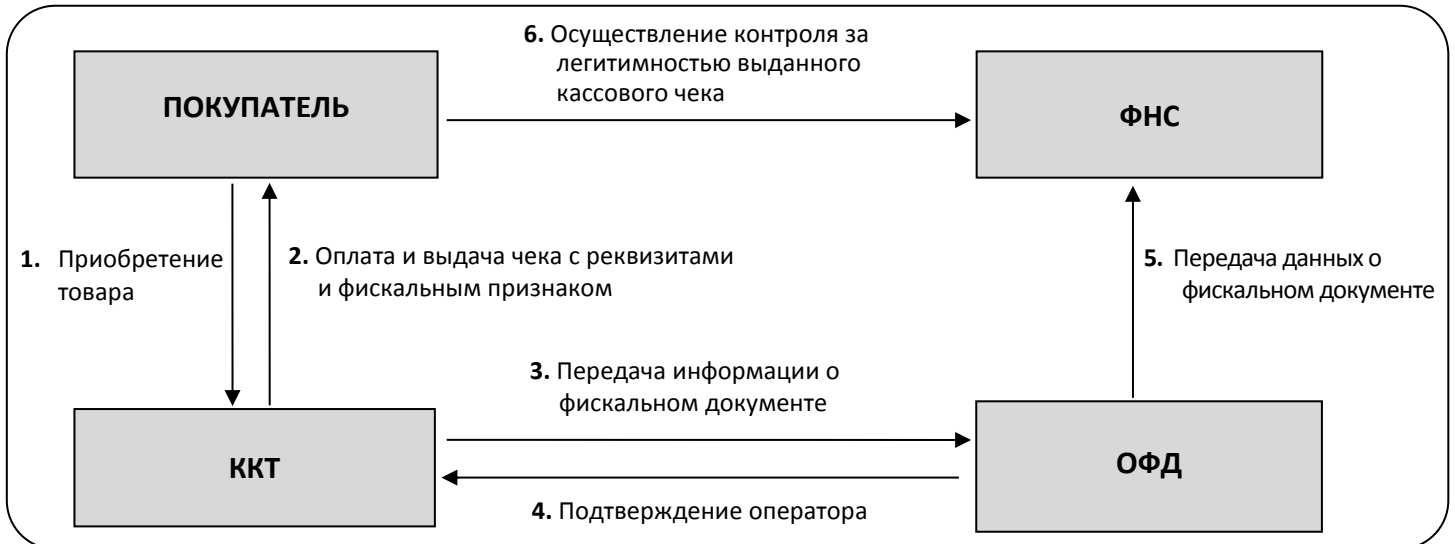 6. Осуществление контроля за
легитимностью выданного
кассового чека
ПОКУПАТЕЛЬ
ФНС
1. Приобретение
товара
2. Оплата и выдача чека с реквизитами
и фискальным признаком
5. Передача данных о
фискальном документе
3. Передача информации о
фискальном документе
ККТ
ОФД
4. Подтверждение оператора